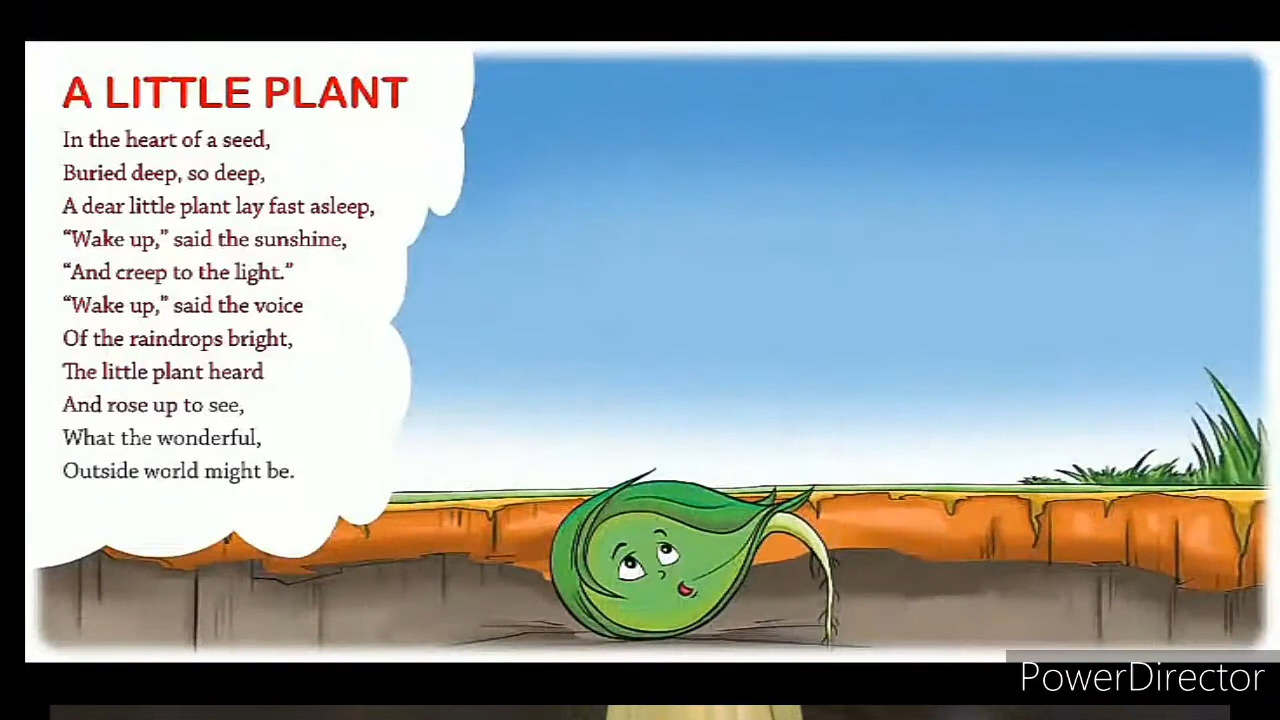 A LITTLE PLANT
In the heart of a seed,
Buried deep, so deep,
A dear little plant lay fast asleep,
“Wake up,” said the sunshine,
“And creep to the light.”
“Wake up,” said the voice
Of the raindrops bright,
The little plant heard
And rose up to see,
What the wonderful,
Outside world might be.
PowerDirector